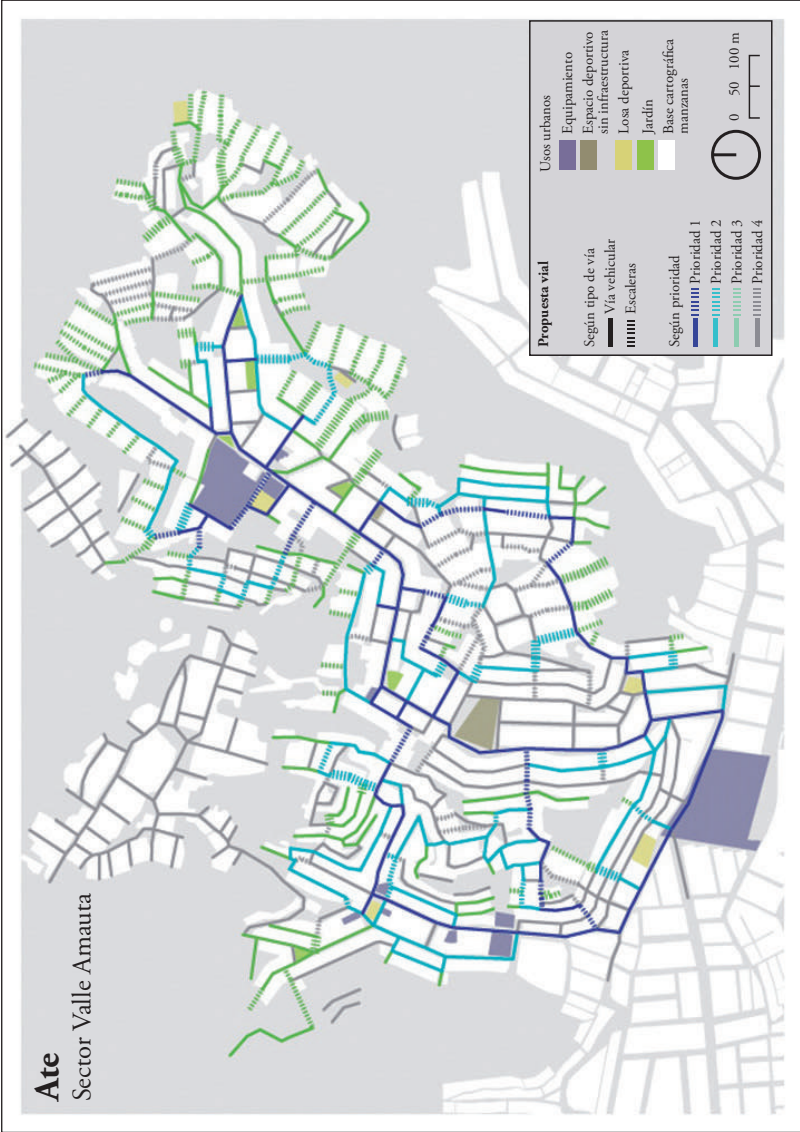 Ate
Sector Valle Amauta
Propuesta vial
Según tipo de vía
Vía vehicular
Escaleras
Según prioridad
Prioridad 1
Prioridad 2
Prioridad 3
Prioridad 4
Usos urbanos
Equipamiento
Espacio deportivo
sin infraestructura
Losa deportiva
Jardín
Base cartográfica
manzanas
0 50 100 m